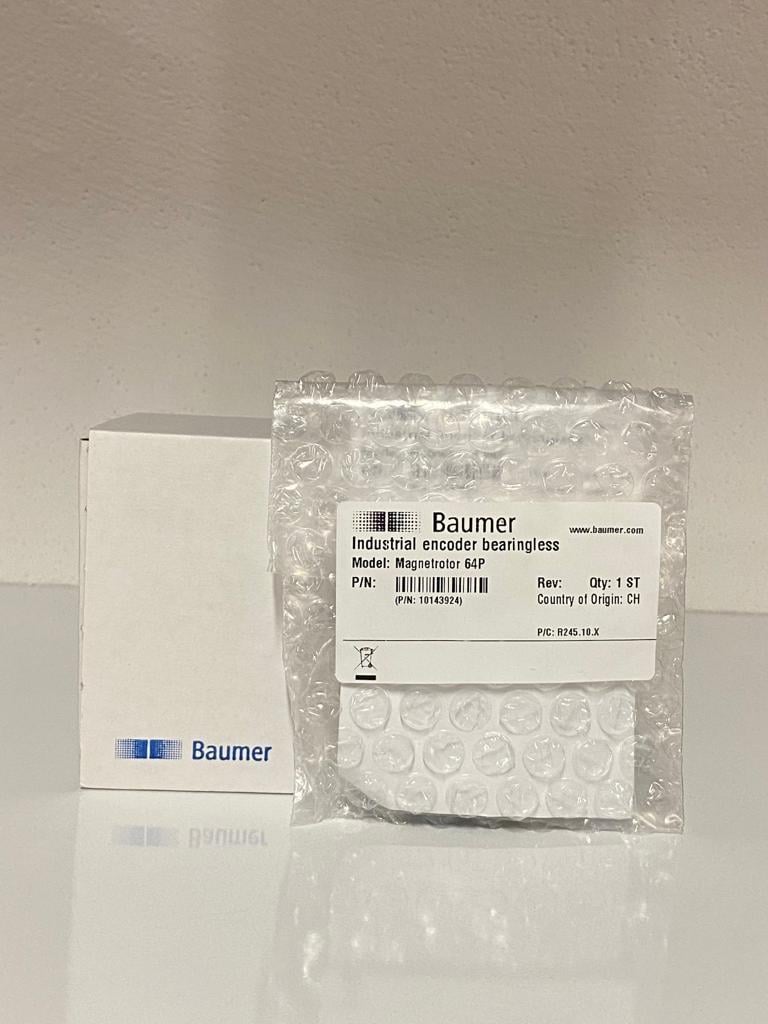 Baumer
www.baumer.com
Industrial encoder bearingless
Model: Magnetrotor 64P
P/N:
Rev: Qty: 1 ST
(P/N: 10143924)
Country of Origin: CH
P/C: R245.10.X
Baumer